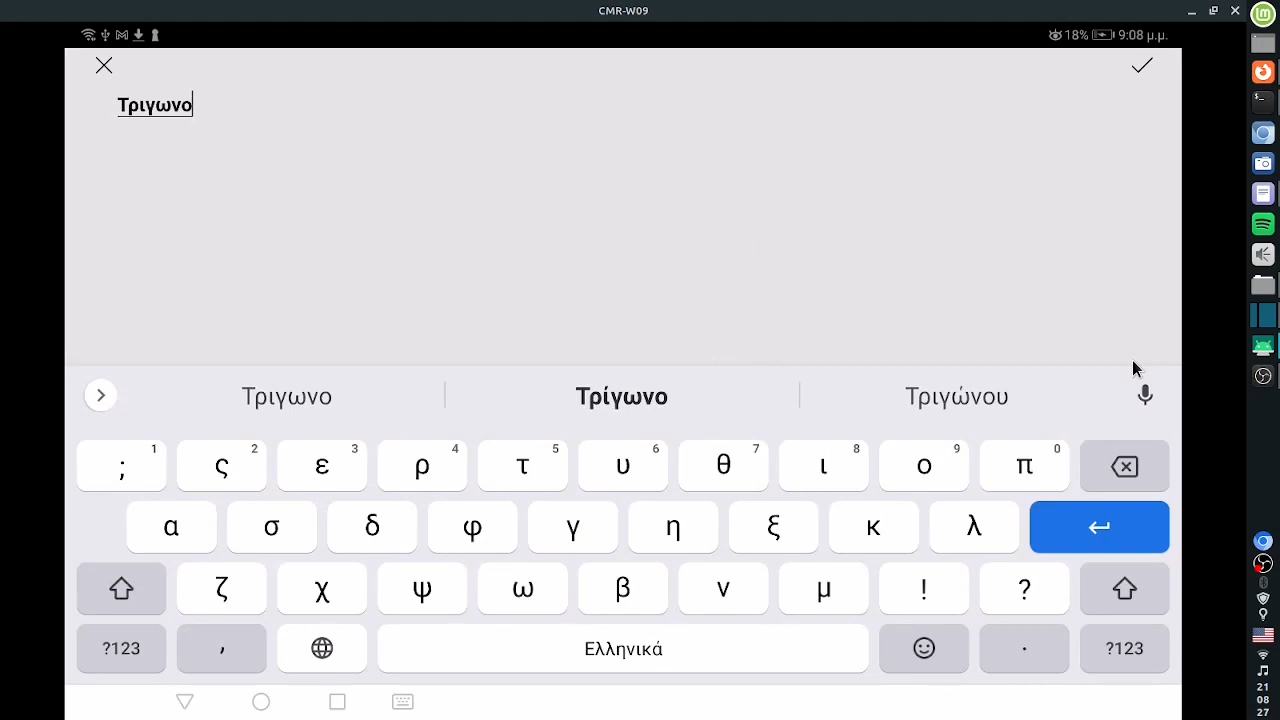 CMR-W09
18% 9:08 μ.μ.
Τριγωνο
Τριγωνο Τρίγωνο Τριγώνου
; 1 ς 2 ε 3 ρ 4 τ 5 υ 6 θ 7 ι 8 ο 9 π 0
α σ δ φ γ η ξ κ λ
ζ χ ψ ω β ν μ ! ?
?123 , Ελληνικά . ?123
21
08
27